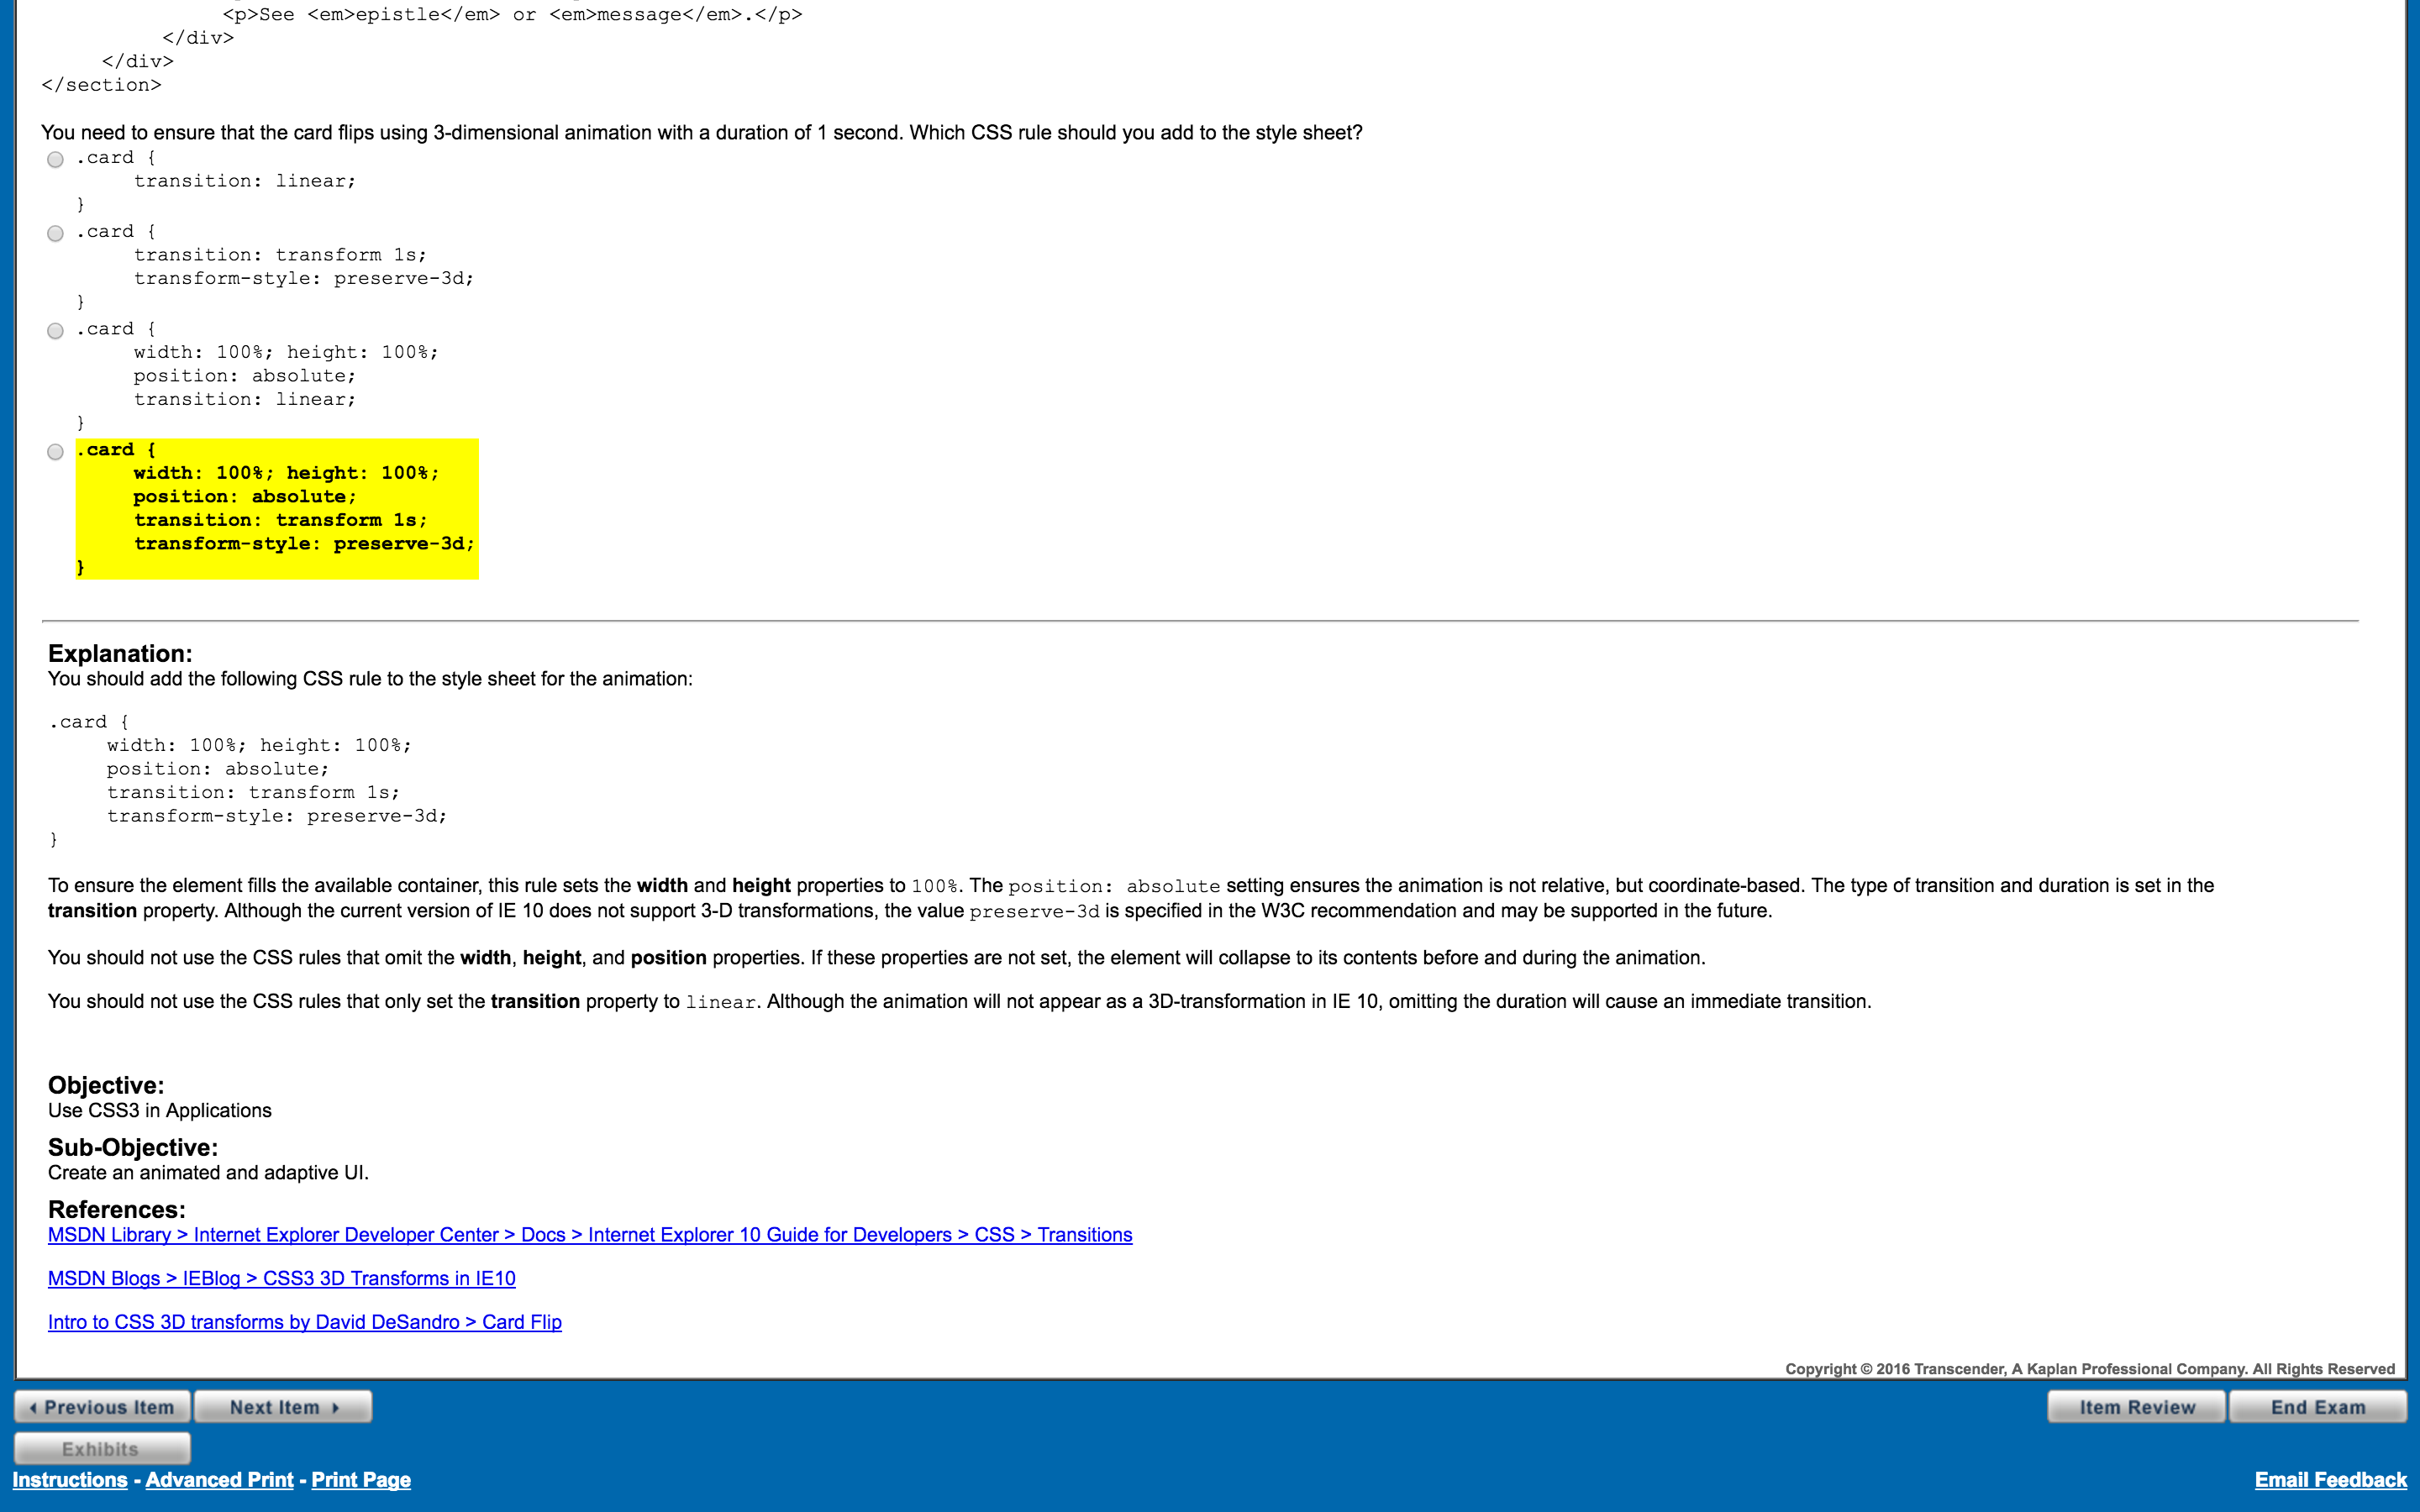 <p>See <em>epistle</em> or <em>message</em>.</p>
</div>
</div>
</section>
You need to ensure that the card flips using 3-dimensional animation with a duration of 1 second. Which CSS rule should you add to the style sheet?
.card {
transition: linear;
}
.card {
transition: transform 1s;
transform-style: preserve-3d;
}
.card {
width: 100%; height: 100%;
position: absolute;
transition: linear;
}
.card {
width: 100%; height: 100%;
position: absolute;
transition: transform 1s;
transform-style: preserve-3d;
}
Explanation:
You should add the following CSS rule to the style sheet for the animation:
.card {
width: 100%; height: 100%;
position: absolute;
transition: transform 1s;
transform-style: preserve-3d;
}
To ensure the element fills the available container, this rule sets the width and height properties to 100%. The position: absolute setting ensures the animation is not relative, but coordinate-based. The type of transition and duration is set in the
transition property. Although the current version of IE 10 does not support 3-D transformations, the value preserve-3d is specified in the W3C recommendation and may be supported in the future.
You should not use the CSS rules that omit the width, height, and position properties. If these properties are not set, the element will collapse to its contents before and during the animation.
You should not use the CSS rules that only set the transition property to linear. Although the animation will not appear as a 3D-transformation in IE 10, omitting the duration will cause an immediate transition.
Objective:
Use CSS3 in Applications
Sub-Objective:
Create an animated and adaptive UI.
References:
MSDN Library > Internet Explorer Developer Center > Docs > Internet Explorer 10 Guide for Developers > CSS > Transitions
MSDN Blogs > IEBlog > CSS3 3D Transforms in IE10
Intro to CSS 3D transforms by David DeSandro > Card Flip
Copyright © 2016 Transcender, A Kaplan Professional Company. All Rights Reserved
Previous Item Next Item Item Review End Exam
Exhibits
Instructions - Advanced Print - Print Page Email Feedback